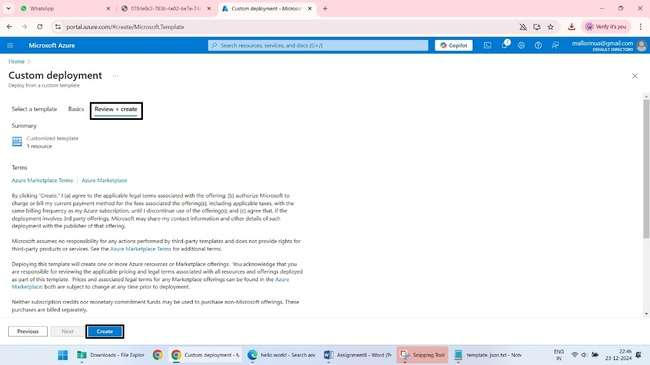 WhatsApp
Custom deployment - Microsoft
portal.azure.com/#create/Microsoft.Template
Verify it's you
Microsoft Azure
Search resources, services, and docs (G+/)
Copilot
DEFAULT DIRECTORY
Home
Custom deployment
Deploy from a custom template
Select a template
Basics
Review + create
Summary
Customized template
1 resource
Terms
Azure Marketplace Terms | Azure Marketplace
By clicking "Create," I (a) agree to the applicable legal terms associated with the offering; (b) authorize Microsoft to
charge or bill my current payment method for the fees associated the offering(s), including applicable taxes, with
the same billing frequency as my Azure subscription, until I discontinue use of the offering(s); and (c) agree that, if the
deployment involves 3rd party offerings, Microsoft may share my contact information and other details of such
deployment with the publisher of that offering.
Microsoft assumes no responsibility for any actions performed by third-party templates and does not provide rights for
third-party products or services. See the Azure Marketplace Terms for additional terms.
Deploying this template will create one or more Azure resources or Marketplace offerings. You acknowledge that you
are responsible for reviewing the applicable pricing and legal terms associated with all resources and offerings deployed
as part of this template. Prices and associated legal terms for any Marketplace offerings can be found in the Azure
Marketplace; both are subject to change at any time prior to deployment.
Neither subscription credits nor monetary commitment funds may be used to purchase non-Microsoft offerings. These
purchases are billed separately.
Previous
Next
Create
Downloads - File Explor
Custom deployment - M
hello world - Search and
Assignment8 - Word (Pr
Snipping Tool
template. json.txt - Note
ENG
IN
22:46
23-12-2024